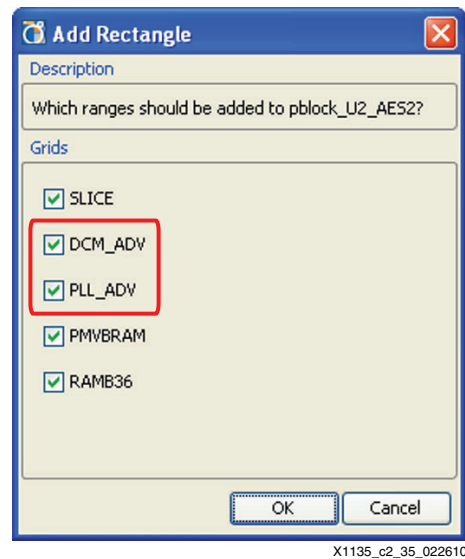 Add Rectangle
Description
Which ranges should be added to pblock_U2_AES2?
Grids
SLICE
DCM_ADV
PLL_ADV
PMVBRAM
RAMB36
OK Cancel
X1135_c2_35_022610